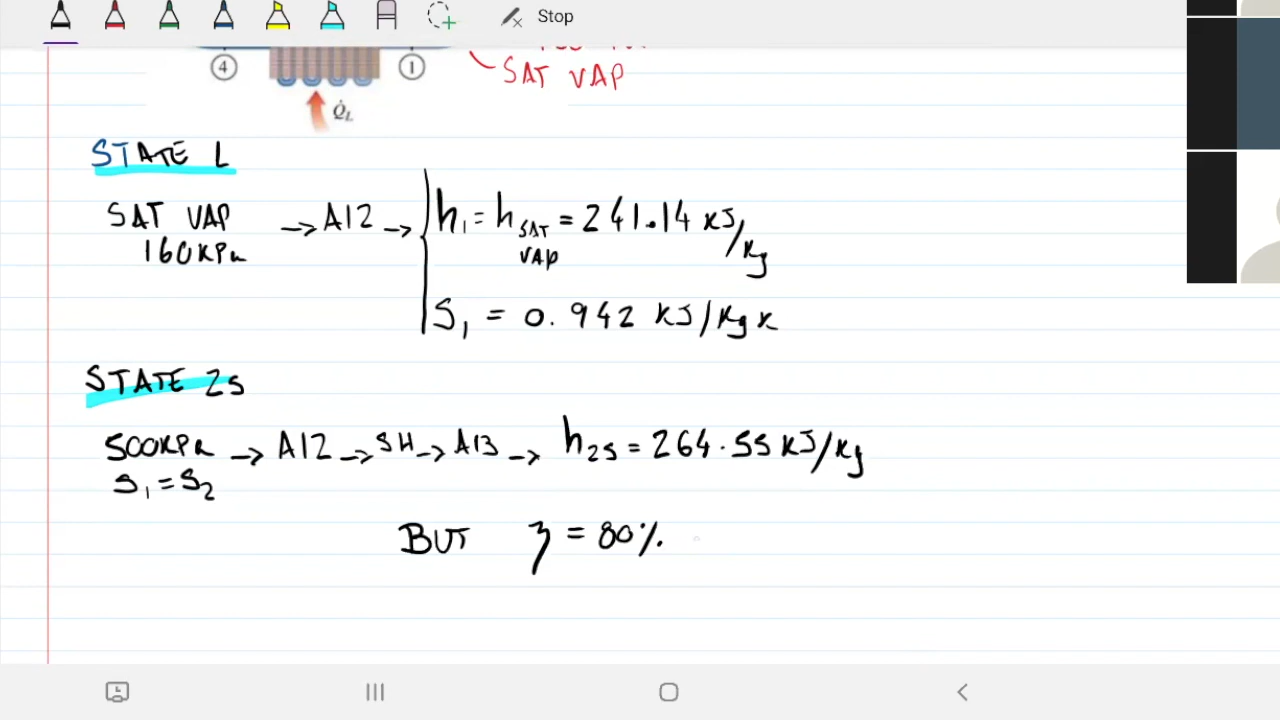 Stop
4
1
Q̇L
SAT VAP
STATE 1
SAT VAP → A12 → h1 = hSAT VAP = 241.14 KJ/Kg
160KPa
S1 = 0.942 KJ/Kg K
STATE 2S
500KPa → A12 → SH → A13 → h2S = 264.55 KJ/Kg
S1 = S2
BUT η = 80%